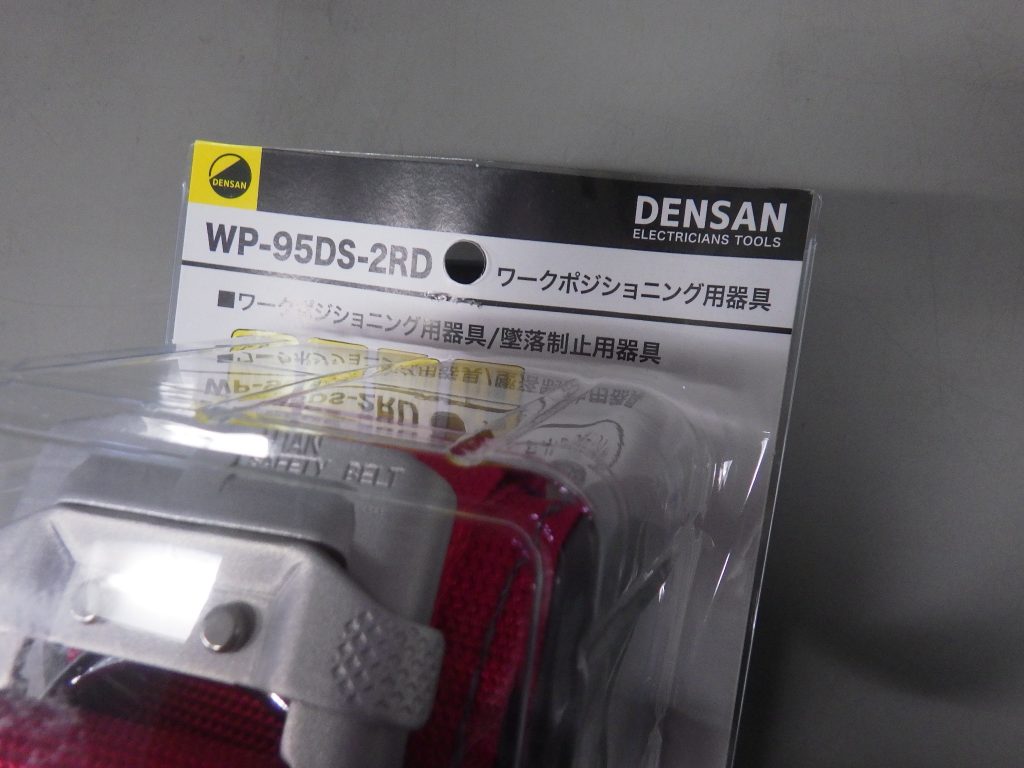 DENSAN
DENSAN
ELECTRICIANS TOOLS
WP-95DS-2RD
ワークポジショニング用器具
■ワークポジショニング用器具/墜落制止用器具
SAFETY BELT